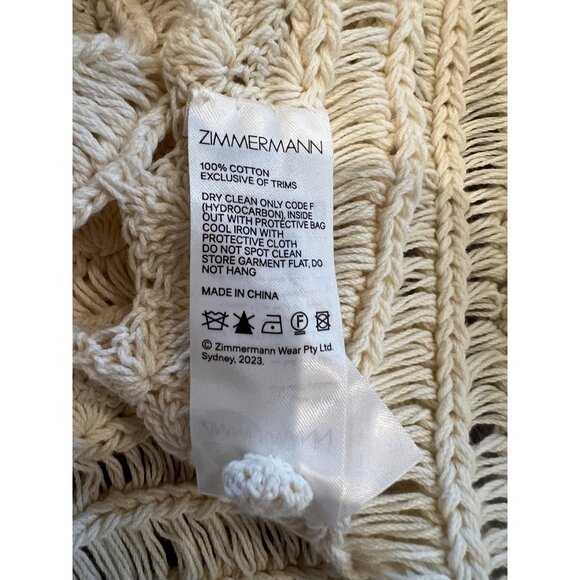 ZIMMERMANN
100% COTTON
EXCLUSIVE OF TRIMS
DRY CLEAN ONLY CODE F
(HYDROCARBON), INSIDE
OUT WITH PROTECTIVE BAG
COOL IRON WITH
PROTECTIVE CLOTH
DO NOT SPOT CLEAN
STORE GARMENT FLAT, DO
NOT HANG
MADE IN CHINA
F
© Zimmermann Wear Pty Ltd.
Sydney, 2023.